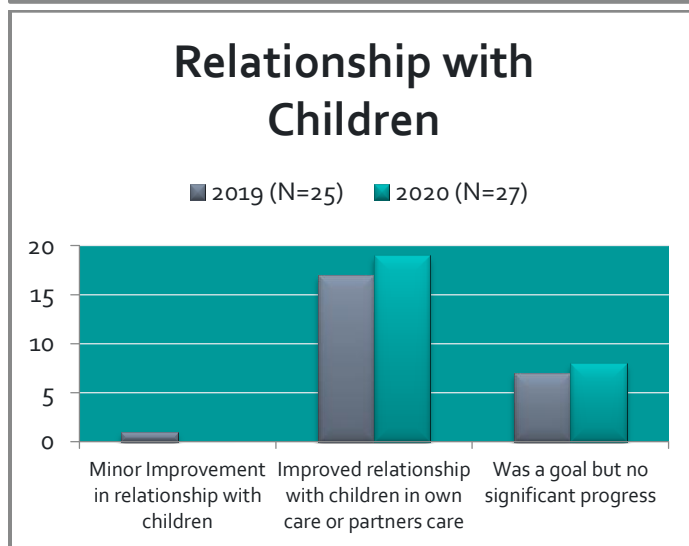 Relationship with
Children
2019 (N=25) 2020 (N=27)
20
15
10
5
0
Minor Improvement
in relationship with
children
Improved relationship
with children in own
care or partners care
Was a goal but no
significant progress